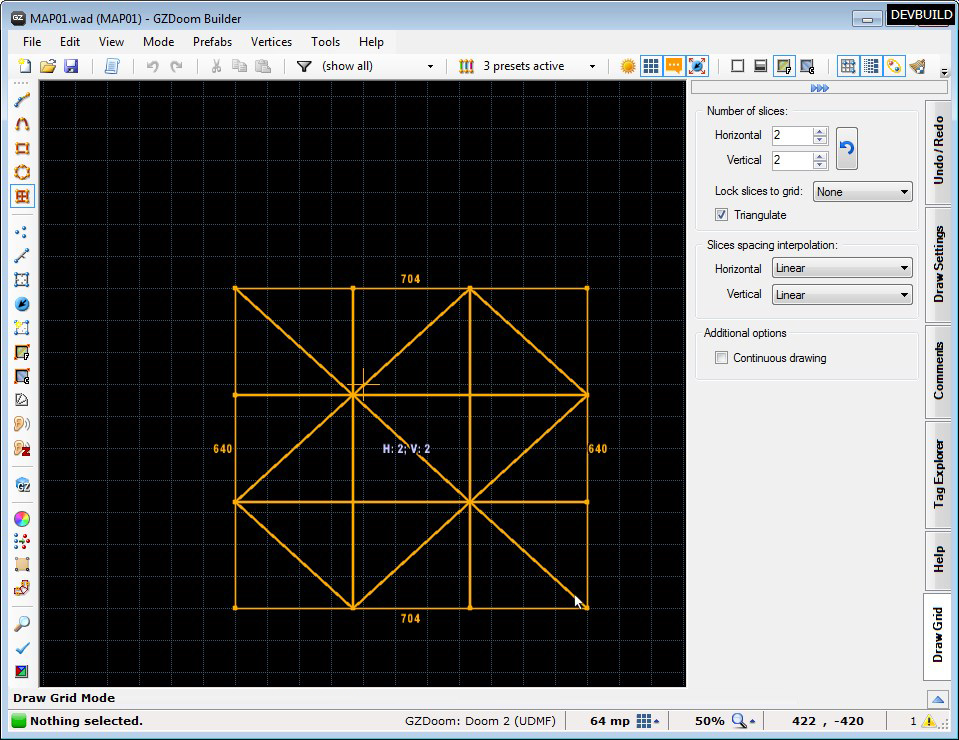 GZ MAP01.wad (MAP01) - GZDoom Builder
DEVBUILD
File Edit View Mode Prefabs Vertices Tools Help
(show all) 3 presets active
Number of slices:
Horizontal 2
Vertical 2
Lock slices to grid: None
Triangulate
Slices spacing interpolation:
Horizontal Linear
Vertical Linear
Additional options
Continuous drawing
Undo / Redo
Draw Settings
Comments
Tag Explorer
Help
Draw Grid
704
640
H: 2; V: 2
640
704
Draw Grid Mode
Nothing selected. GZDoom: Doom 2 (UDMF) 64 mp 50% 422 , -420 1